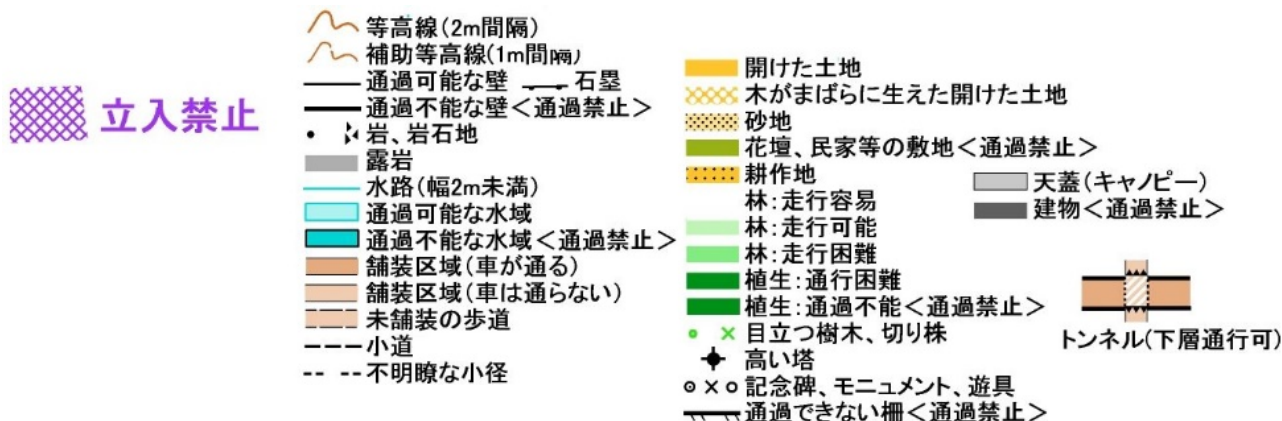 立入禁止
等高線(2m間隔)
補助等高線(1m間隔)
通過可能な壁 石塁
通過不能な壁<通過禁止>
岩、岩石地
露岩
水路(幅2m未満)
通過可能な水域
通過不能な水域<通過禁止>
舗装区域(車が通る)
舗装区域(車は通らない)
未舗装の歩道
小道
不明瞭な小径
開けた土地
木がまばらに生えた開けた土地
砂地
花壇、民家等の敷地<通過禁止>
耕作地
林:走行容易
林:走行可能
林:走行困難
植生:通行困難
植生:通過不能<通過禁止>
目立つ樹木、切り株
高い塔
記念碑、モニュメント、遊具
通過できない柵<通過禁止>
天蓋(キャノピー)
建物<通過禁止>
トンネル(下層通行可)